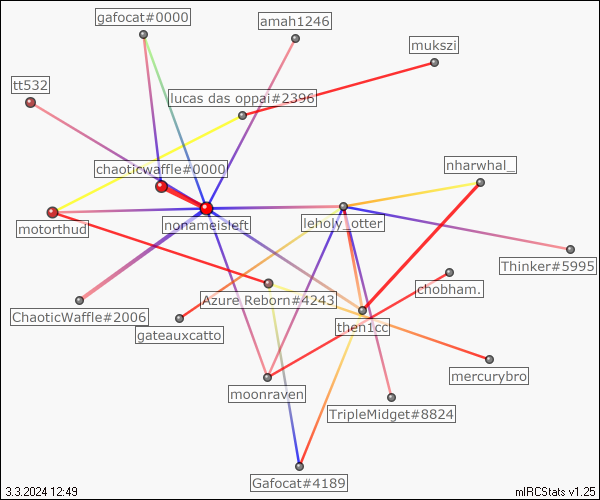 gafocat#0000
amah1246
mukszi
tt532
lucas das oppai#2396
chaoticwaffle#0000
nharwhal_
motorthud
nonameisleft
leholy_otter
Thinker#5995
chobham.
Azure Reborn#4243
ChaoticWaffle#2006
then1cc
gateauxcatto
mercurybro
moonraven
TripleMidget#8824
Gafocat#4189
3.3.2024 12:49
mIRCStats v1.25